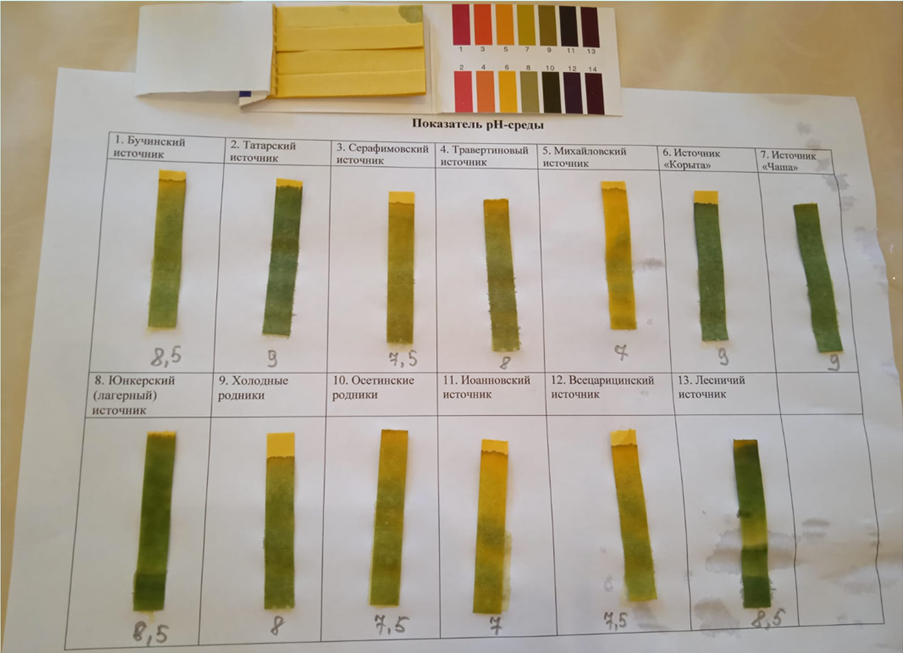 1 3 5 7 9 11 13
2 4 6 8 10 12 14
Показатель pH-среды
1. Бучинский
источник
2. Татарский
источник
3. Серафимовский
источник
4. Травертиновый
источник
5. Михайловский
источник
6. Источник
«Корыта»
7. Источник
«Чаша»
8,5
9
7,5
8
7
9
9
8. Юнкерский
(лагерный)
источник
9. Холодные
родники
10. Осетинские
родники
11. Иоанновский
источник
12. Всецарицинский
источник
13. Лесничий
источник
8,5
8
7,5
7
7,5
8,5